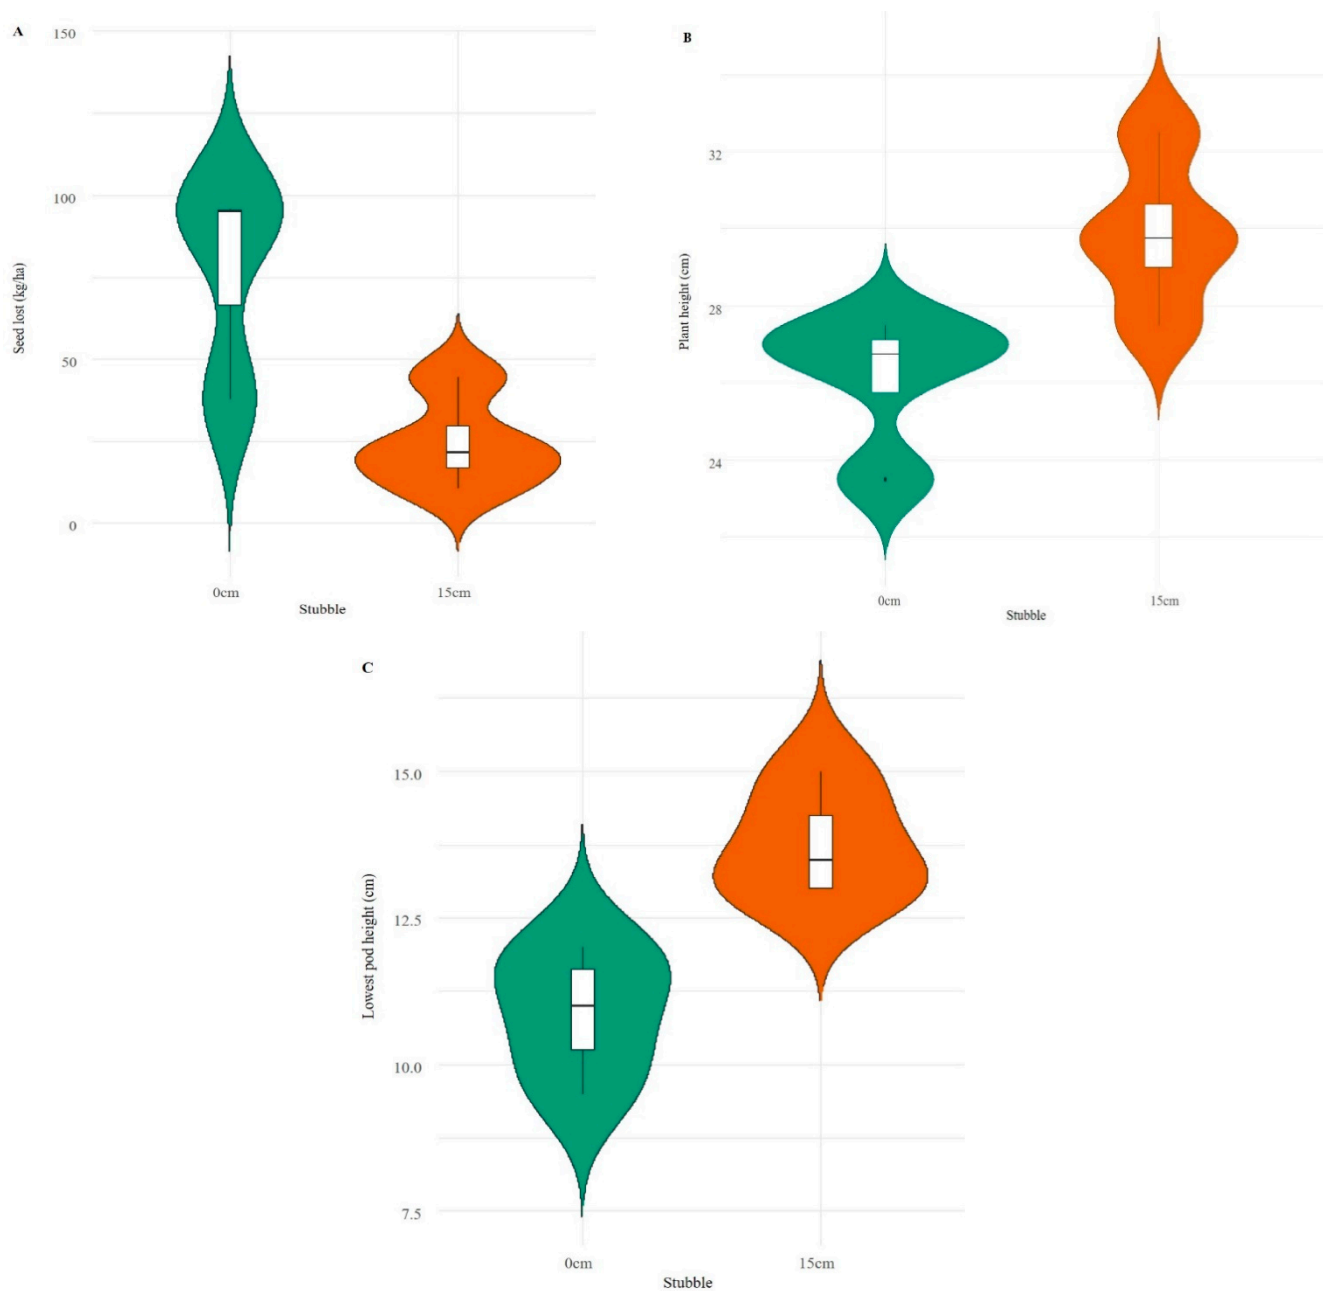 A
150
100
50
0
Seed lost (kg/ha)
0cm
15cm
Stubble
B
32
28
24
Plant height (cm)
0cm
15cm
Stubble
C
15.0
12.5
10.0
7.5
Lowest pod height (cm)
0cm
15cm
Stubble